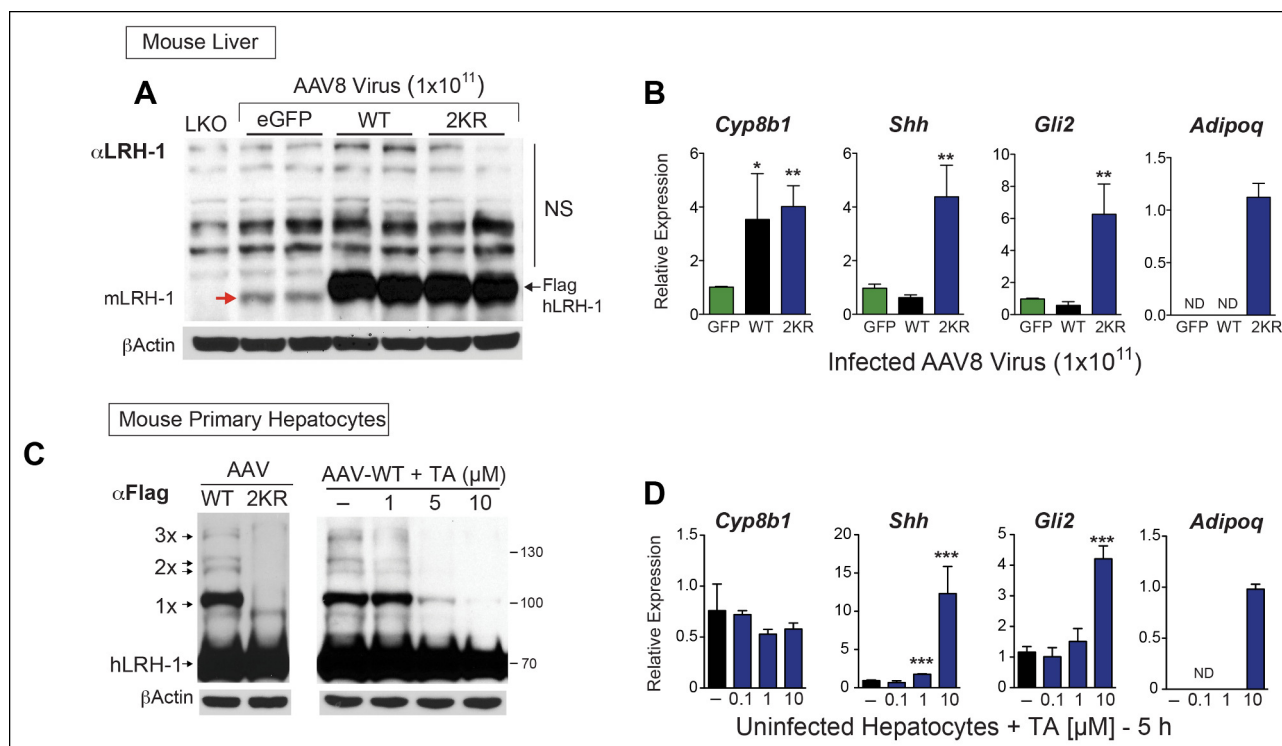 Mouse Liver
A
AAV8 Virus (1x10¹¹)
LKO eGFP WT 2KR
αLRH-1
NS
mLRH-1
Flag
hLRH-1
βActin
B
Cyp8b1 Shh Gli2 Adipoq
Relative Expression
6 6 10 1.5
8
4 4 1.0
6
4
2 2 0.5
2
0 0 0 0.0
* ** ** ** ND ND
GFP WT 2KR GFP WT 2KR GFP WT 2KR GFP WT 2KR
Infected AAV8 Virus (1x10¹¹)
Mouse Primary Hepatocytes
C
AAV AAV-WT + TA (µM)
αFlag WT 2KR – 1 5 10
3x
2x
1x
hLRH-1
130
100
70
βActin
D
Cyp8b1 Shh Gli2 Adipoq
Relative Expression
1.5 20 5 1.5
4
15
1.0 3 1.0
10
2
0.5 5 0.5
1
0.0 0 0 0.0
*** *** *** ND
– 0.1 1 10 – 0.1 1 10 – 0.1 1 10 – 0.1 1 10
Uninfected Hepatocytes + TA [µM] - 5 h